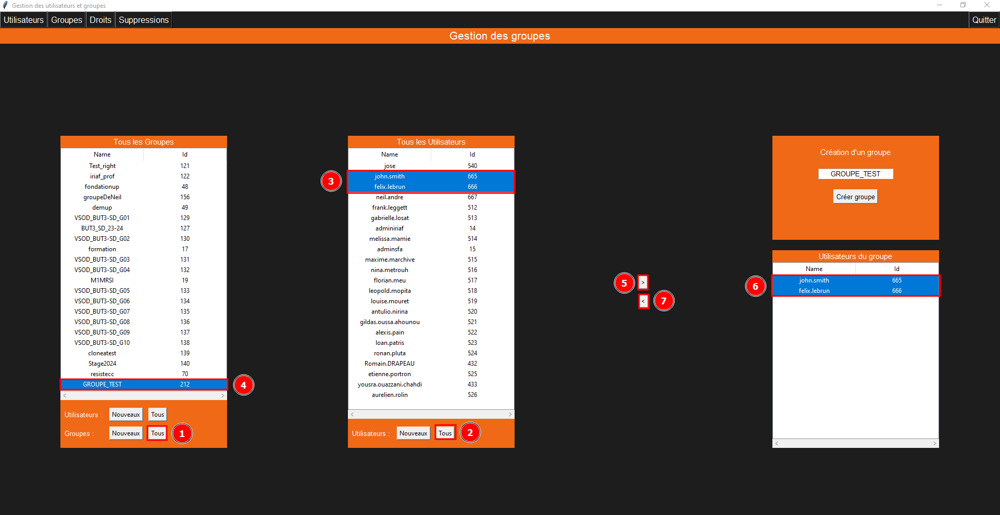 Gestion des utilisateurs et groupes
Utilisateurs Groupes Droits Suppressions Quitter
Gestion des groupes
Tous les Groupes
Name Id
Test_right 121
iriaf_prof 122
fondationup 48
groupeDeNeil 156
demup 49
VSOD_BUT3-SD_G01 129
BUT3_SD_23-24 127
VSOD_BUT3-SD_G02 130
formation 17
VSOD_BUT3-SD_G03 131
VSOD_BUT3-SD_G04 132
M1MRSI 19
VSOD_BUT3-SD_G05 133
VSOD_BUT3-SD_G06 134
VSOD_BUT3-SD_G07 135
VSOD_BUT3-SD_G08 136
VSOD_BUT3-SD_G09 137
VSOD_BUT3-SD_G10 138
cloneatest 139
Stage2024 140
resistecc 70
GROUPE_TEST 212
4
Utilisateurs : Nouveaux Tous
Groupes : Nouveaux Tous 1
Tous les Utilisateurs
Name Id
jose 540
3
john.smith 665
felix.lebrun 666
neil.andre 667
frank.leggett 512
gabrielle.losat 513
adminiriaf 14
melissa.mamie 514
adminsfa 15
maxime.marchive 515
nina.metrouh 516
florian.meu 517
leopold.mopita 518
louise.mouret 519
antulio.nirina 520
gildas.oussa.ahounou 521
alexis.pain 522
loan.patris 523
ronan.pluta 524
Romain.DRAPEAU 432
etienne.portron 525
yousra.ouazzani.chahdi 433
aurelien.rolin 526
Utilisateurs : Nouveaux Tous 2
5 >
< 7
Création d'un groupe
GROUPE_TEST
Créer groupe
Utilisateurs du groupe
Name Id
6
john.smith 665
felix.lebrun 666